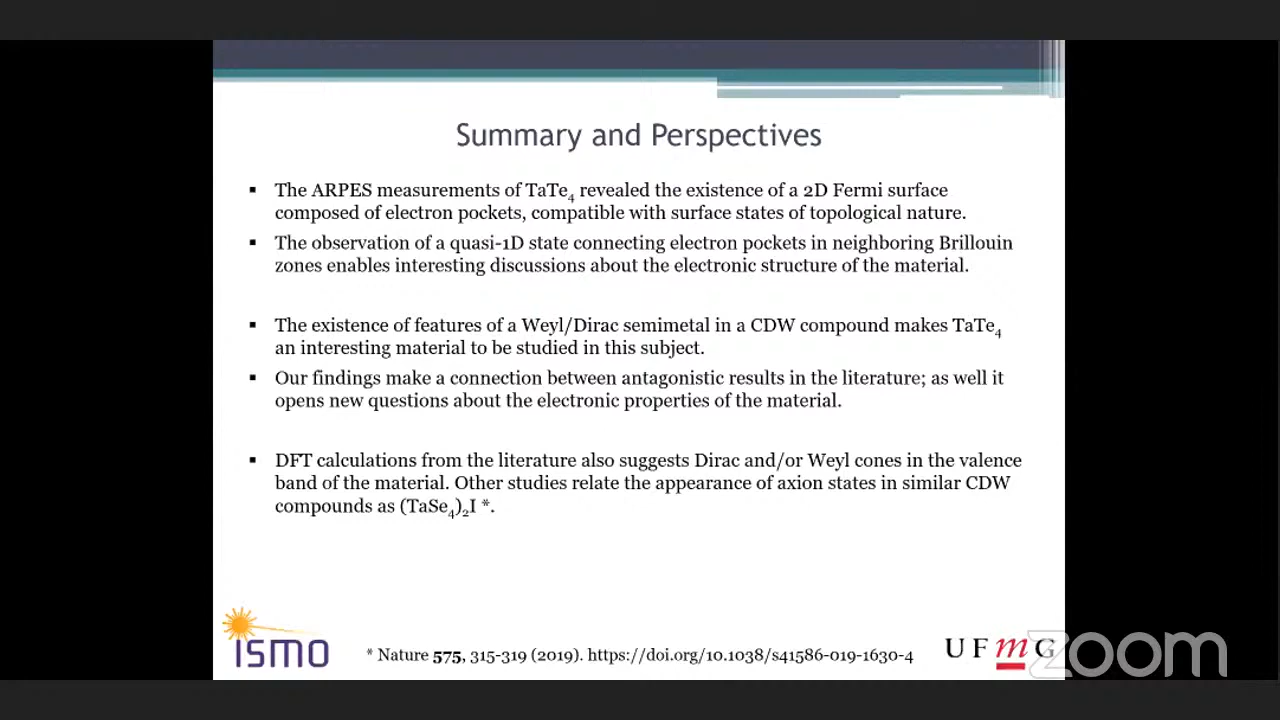 Summary and Perspectives
▪ The ARPES measurements of TaTe₄ revealed the existence of a 2D Fermi surface
composed of electron pockets, compatible with surface states of topological nature.
▪ The observation of a quasi-1D state connecting electron pockets in neighboring Brillouin
zones enables interesting discussions about the electronic structure of the material.
▪ The existence of features of a Weyl/Dirac semimetal in a CDW compound makes TaTe₄
an interesting material to be studied in this subject.
▪ Our findings make a connection between antagonistic results in the literature; as well it
opens new questions about the electronic properties of the material.
▪ DFT calculations from the literature also suggests Dirac and/or Weyl cones in the valence
band of the material. Other studies relate the appearance of axion states in similar CDW
compounds as (TaSe₄)₂I *.
ISMO
* Nature 575, 315-319 (2019). https://doi.org/10.1038/s41586-019-1630-4
UFmG
zoom